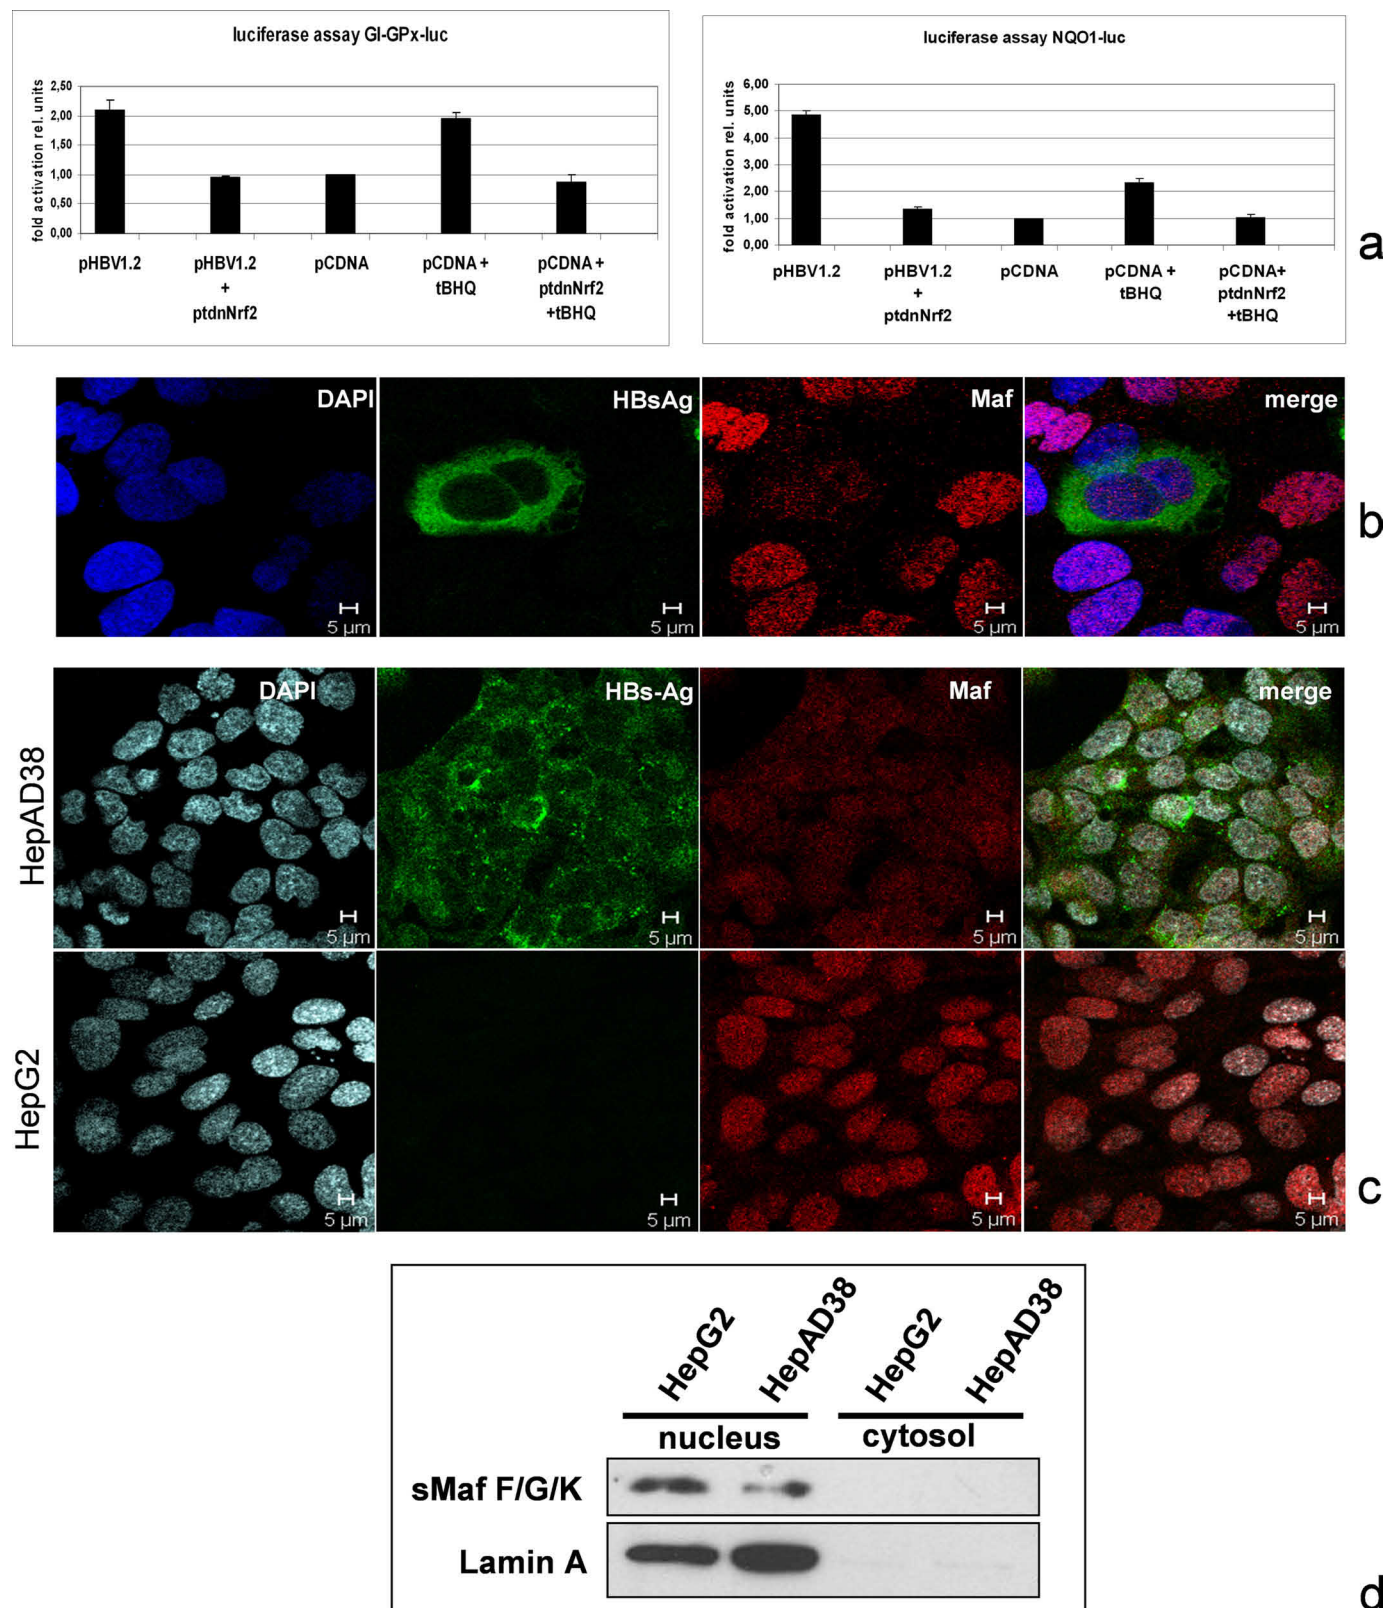 luciferase assay GI-GPx-luc
fold activation rel. units
2,50
2,00
1,50
1,00
0,50
0,00
pHBV1.2
pHBV1.2
+
ptdnNrf2
pCDNA
pCDNA +
tBHQ
pCDNA +
ptdnNrf2
+tBHQ
luciferase assay NQO1-luc
fold activation rel. units
6,00
5,00
4,00
3,00
2,00
1,00
0,00
pHBV1.2
pHBV1.2
+
ptdnNrf2
pCDNA
pCDNA +
tBHQ
pCDNA+
ptdnNrf2
+tBHQ
a
DAPI
HBsAg
Maf
merge
5 µm
5 µm
5 µm
5 µm
b
HepAD38
DAPI
HBs-Ag
Maf
merge
5 µm
5 µm
5 µm
5 µm
HepG2
5 µm
5 µm
5 µm
5 µm
c
HepG2
HepAD38
HepG2
HepAD38
nucleus
cytosol
sMaf F/G/K
Lamin A
d